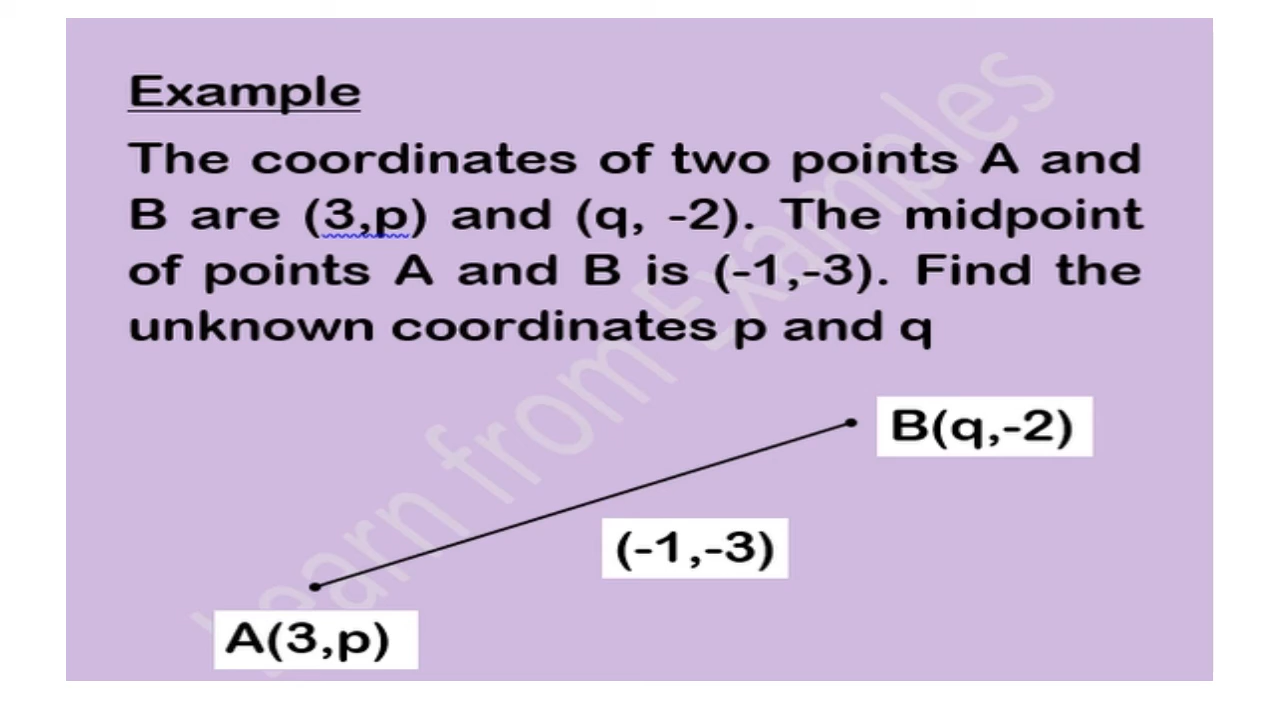 Example
The coordinates of two points A and
B are (3,p) and (q, -2). The midpoint
of points A and B is (-1,-3). Find the
unknown coordinates p and q
B(q,-2)
(-1,-3)
A(3,p)
Learn from Examples